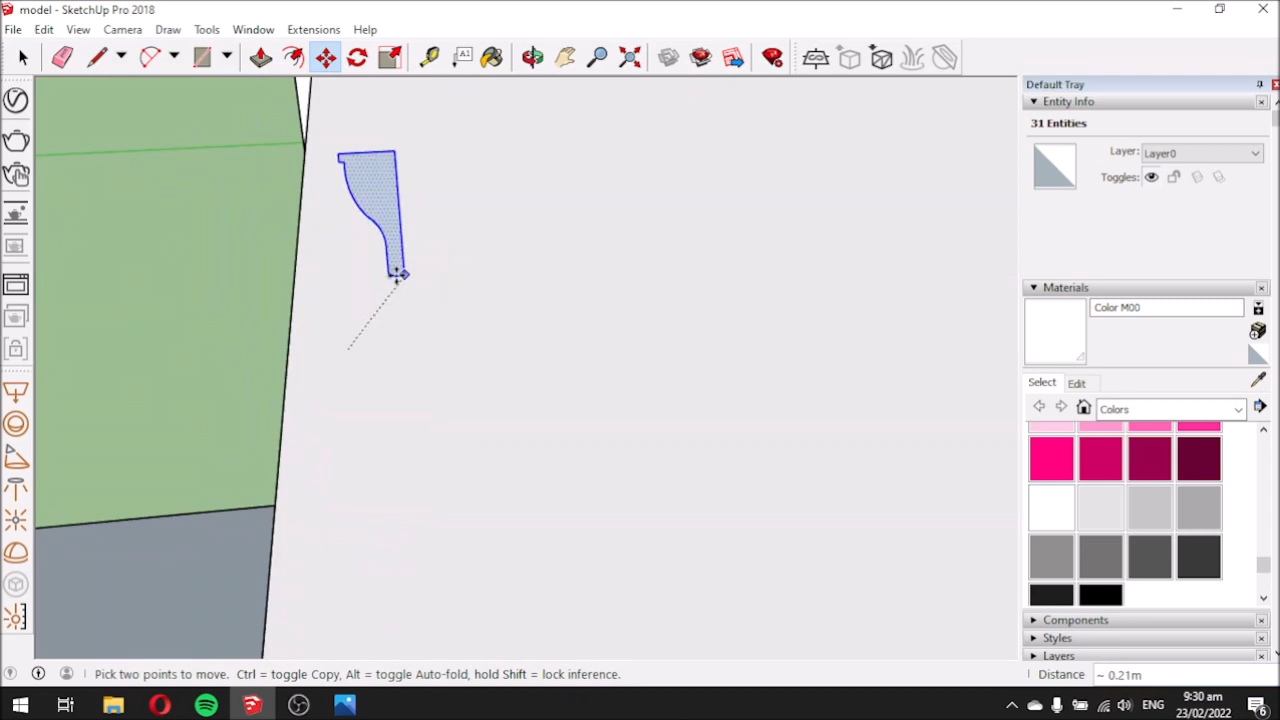 model - SketchUp Pro 2018
File Edit View Camera Draw Tools Window Extensions Help
A1
Default Tray
Entity Info
31 Entities
Layer: Layer0
Toggles:
Materials
Color M00
Select Edit
Colors
Components
Styles
Layers
Pick two points to move. Ctrl = toggle Copy, Alt = toggle Auto-fold, hold Shift = lock inference.
Distance ~ 0.21m
ENG
9:30 am
23/02/2022
6